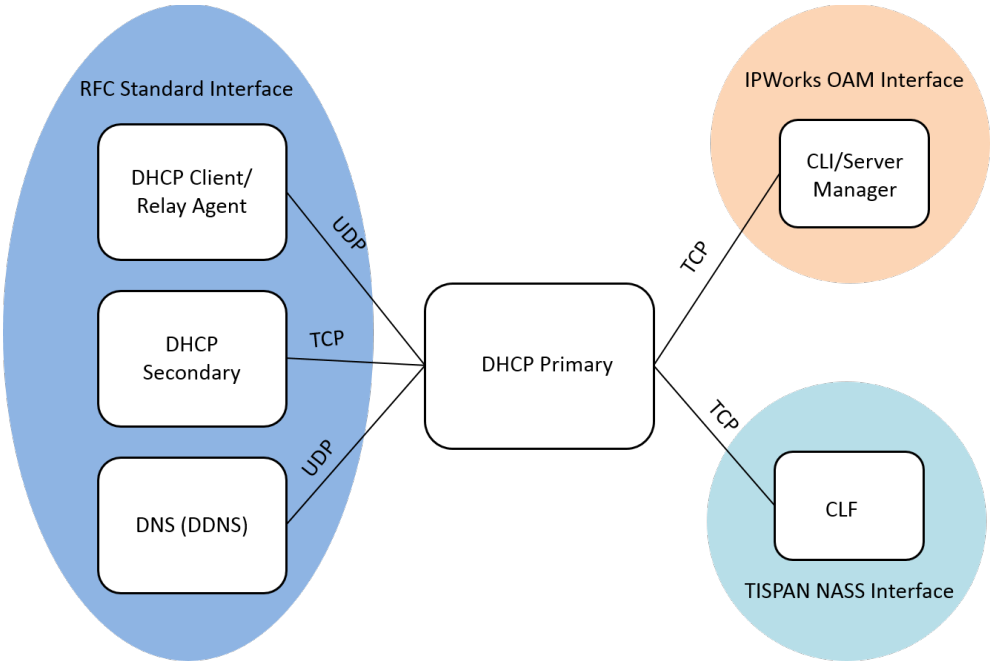 RFC Standard Interface
DHCP Client/
Relay Agent
UDP
DHCP
Secondary
TCP
DNS (DDNS)
UDP
DHCP Primary
IPWorks OAM Interface
CLI/Server
Manager
TCP
TCP
CLF
TISPAN NASS Interface